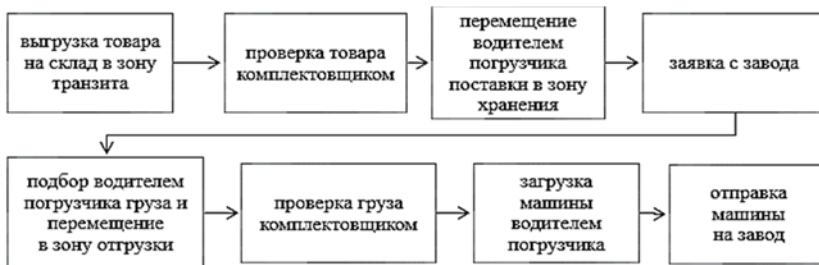 выгрузка товара
на склад в зону
транзита
проверка товара
комплектовщиком
перемещение
водителем
погрузчика
поставки в зону
хранения
заявка с завода
подбор водителем
погрузчика груза и
перемещение
в зону отгрузки
проверка груза
комплектовщиком
загрузка
машины
водителем
погрузчика
отправка
машины
на завод